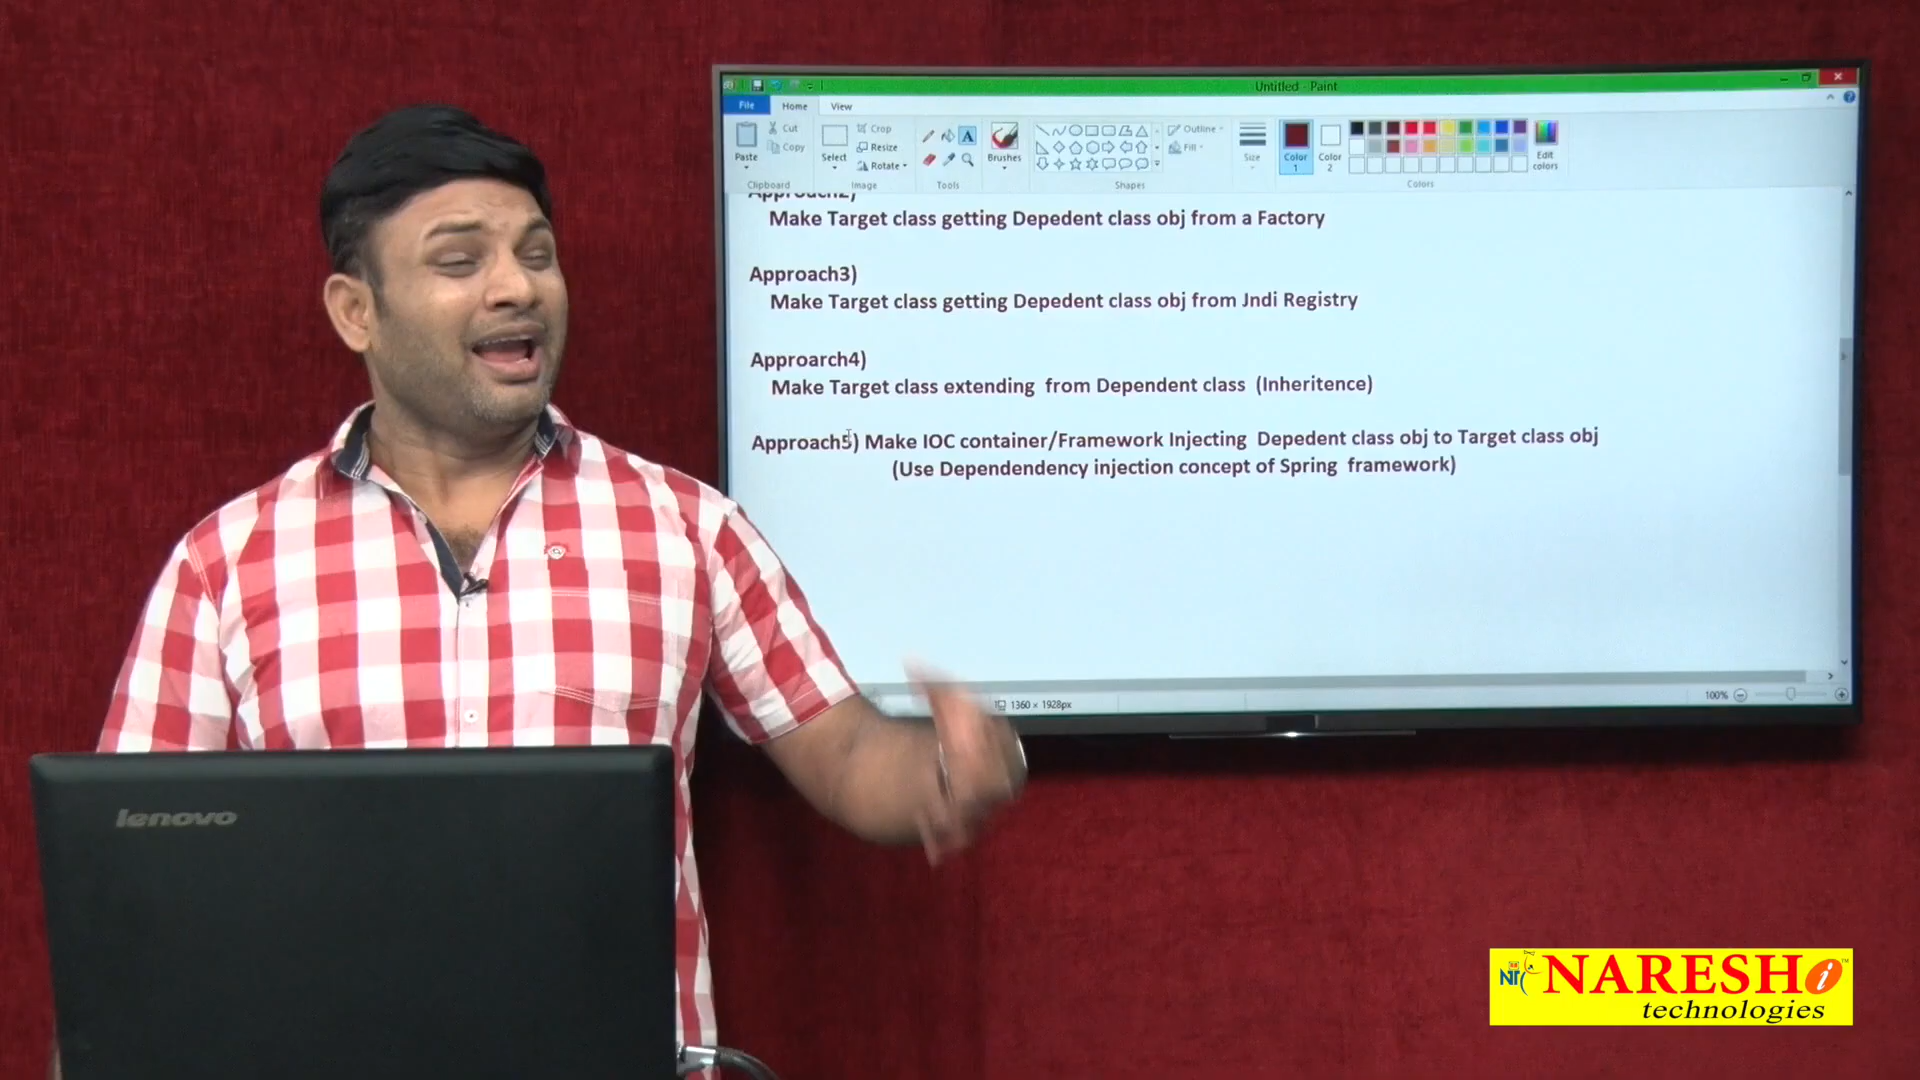 Untitled - Paint
File Home View
Cut
Copy
Paste
Clipboard
Crop
Resize
Rotate
Select
Image
Tools
Brushes
Outline
Fill
Shapes
Size
Color 1
Color 2
Edit colors
Colors
Approach2)
Make Target class getting Depedent class obj from a Factory
Approach3)
Make Target class getting Depedent class obj from Jndi Registry
Approarch4)
Make Target class extending from Dependent class (Inheritence)
Approach5) Make IOC container/Framework Injecting Depedent class obj to Target class obj
(Use Dependendency injection concept of Spring framework)
1360 × 1928px
100%
lenovo
NT
NARESH i ™
technologies